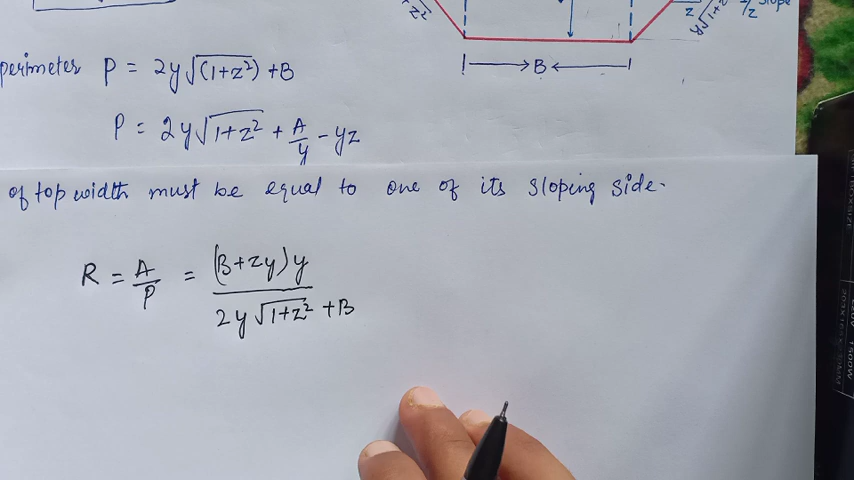 z slope
B
perimeter P = 2y√(1+z²) + B
P = 2y√1+z² + A/y - yz
of top width must be equal to one of its sloping side.
R = A/P = (B+zy)y / 2y√1+z² + B